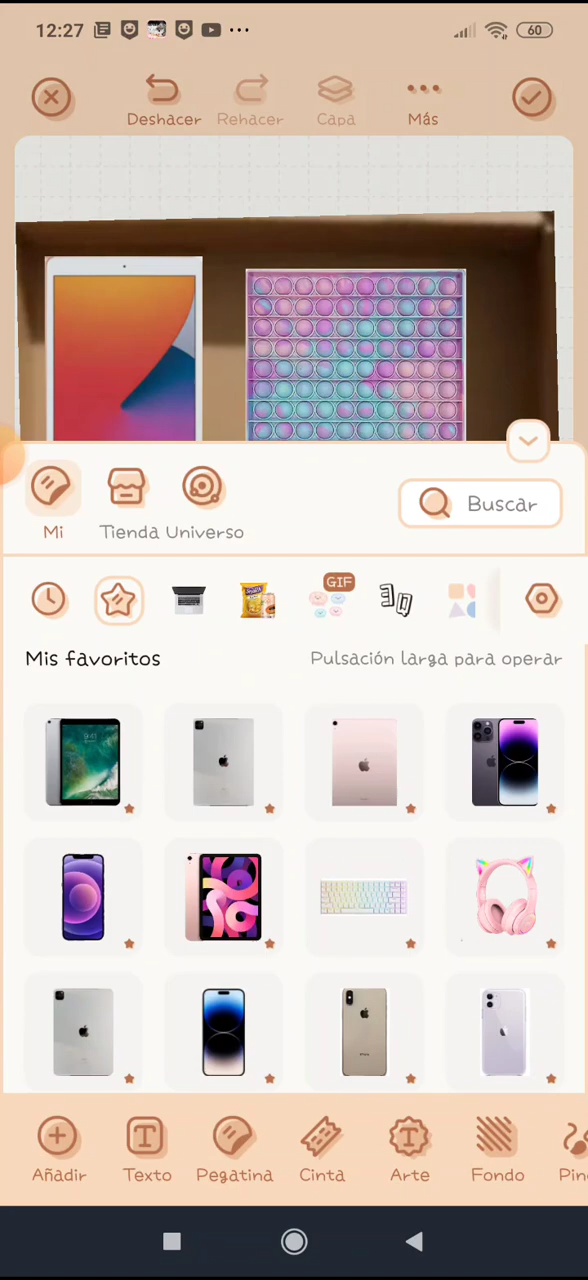 12:27
60
Deshacer
Rehacer
Capa
Más
Mi
Tienda
Universo
Buscar
GIF
Mis favoritos
Pulsación larga para operar
Añadir
Texto
Pegatina
Cinta
Arte
Fondo
Pin